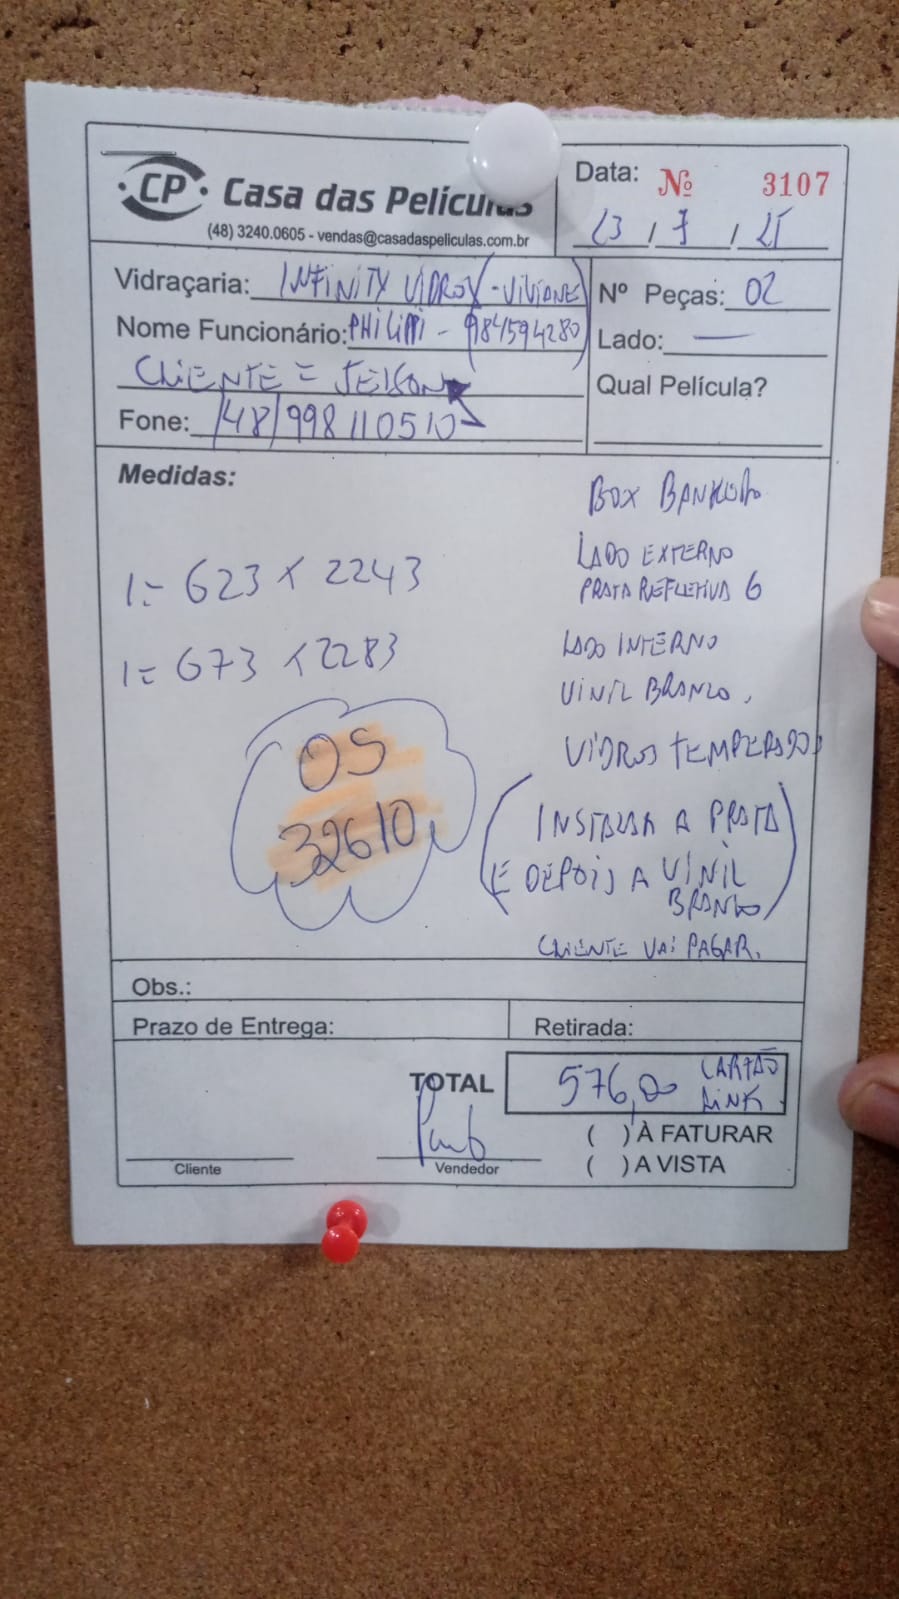 CP Casa das Películas
(48) 3240.0605 - vendas@casadaspeliculas.com.br
Data: Nº 3107
23 / 7 / 25
Vidraçaria: INFINITY VIDROS (-VIVIANE
Nome Funcionário: PHILIPPI - 984594280)
CLIENTE = JEISON
Fone: (48) 998110510
Nº Peças: 02
Lado: —
Qual Película?
Medidas:
1 = 623 x 2243
1 = 673 x 2283
OS
32610
BOX BANHEIRO
LADO EXTERNO
PRATA REFLETIVA G
LADO INTERNO
VINIL BRANCO.
VIDROS TEMPERADOS
(INSTALAR A PRATA
E DEPOIS A VINIL
BRANCO)
CLIENTE VAI PAGAR.
Obs.:
Prazo de Entrega:
Retirada:
TOTAL 576,00 CARTÃO
LINK.
( ) À FATURAR
( ) A VISTA
Cliente
Vendedor